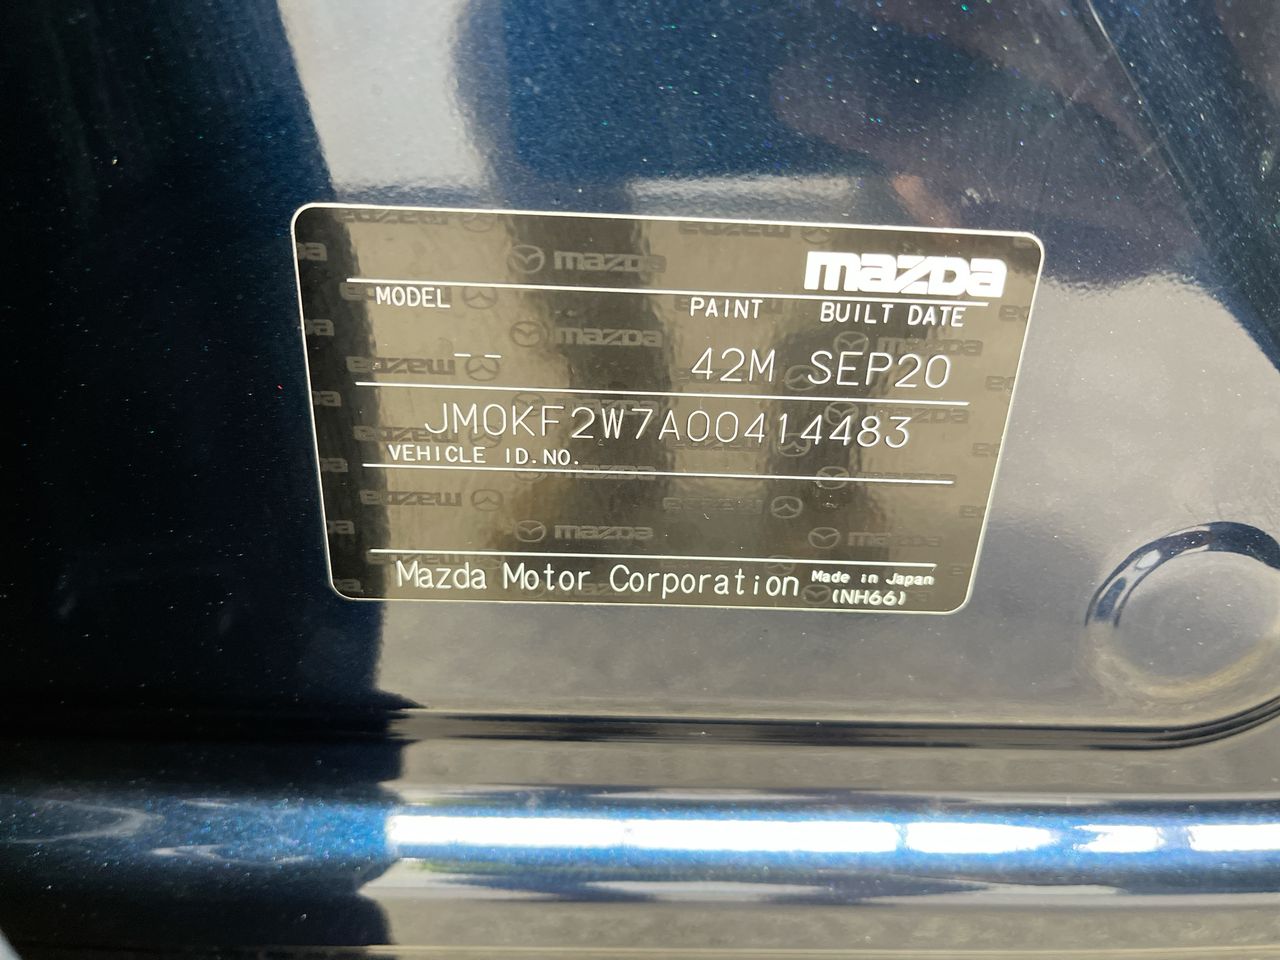 mazda
MODEL PAINT BUILT DATE
-- 42M SEP20
JM0KF2W7A00414483
VEHICLE ID.NO.
Mazda Motor Corporation Made in Japan
(NH66)